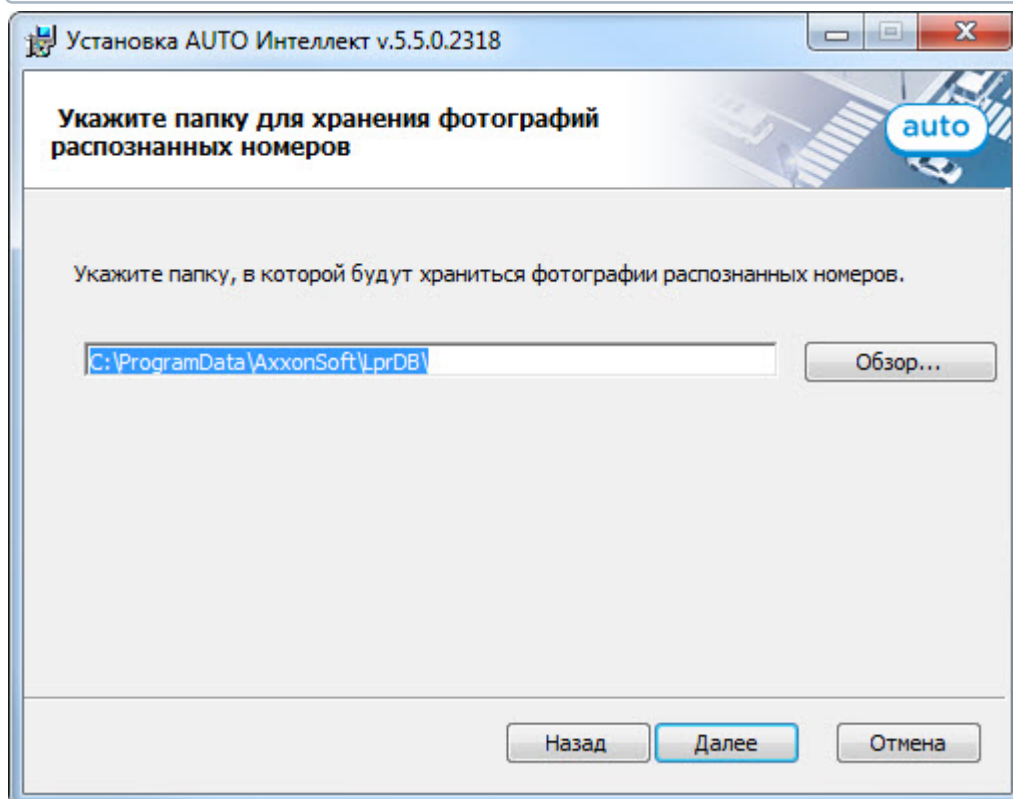 Установка AUTO Интеллект v.5.5.0.2318
Укажите папку для хранения фотографий
распознанных номеров
auto
Укажите папку, в которой будут храниться фотографии распознанных номеров.
C:\ProgramData\AxxonSoft\LprDB\
Обзор...
Назад
Далее
Отмена